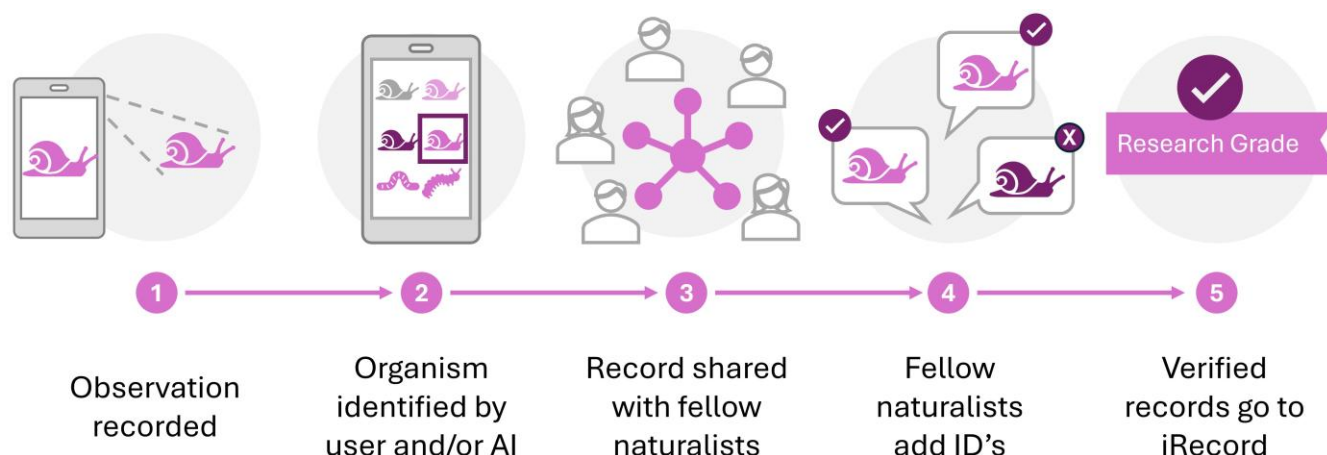 Research Grade
1
2
3
4
5
Observation
recorded
Organism
identified by
user and/or AI
Record shared
with fellow
naturalists
Fellow
naturalists
add ID's
Verified
records go to
iRecord
X